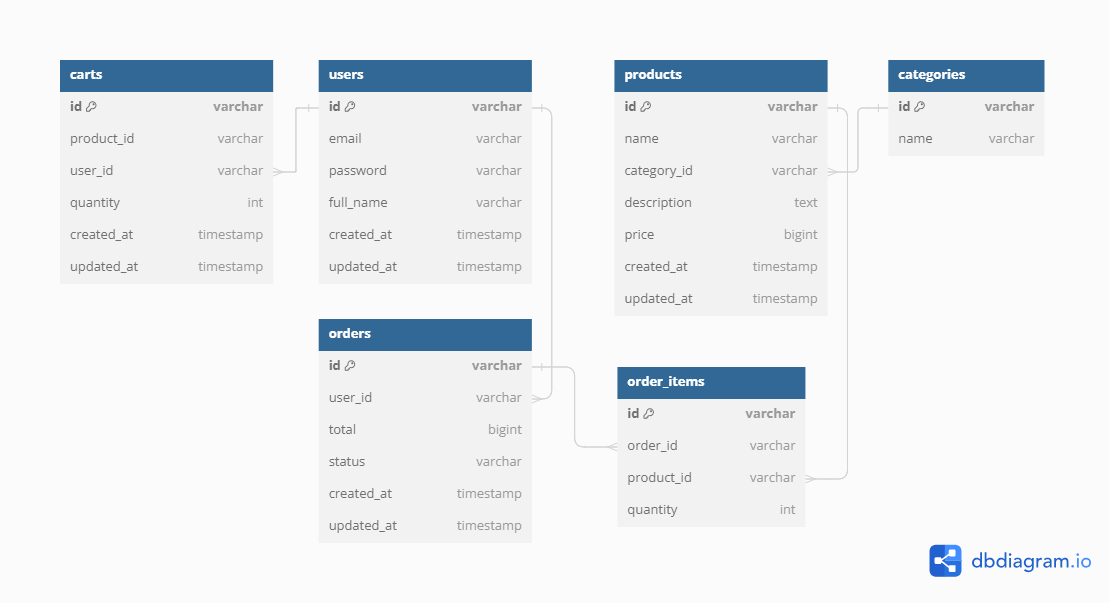 carts
id varchar
product_id varchar
user_id varchar
quantity int
created_at timestamp
updated_at timestamp
users
id varchar
email varchar
password varchar
full_name varchar
created_at timestamp
updated_at timestamp
products
id varchar
name varchar
category_id varchar
description text
price bigint
created_at timestamp
updated_at timestamp
categories
id varchar
name varchar
orders
id varchar
user_id varchar
total bigint
status varchar
created_at timestamp
updated_at timestamp
order_items
id varchar
order_id varchar
product_id varchar
quantity int
dbdiagram.io